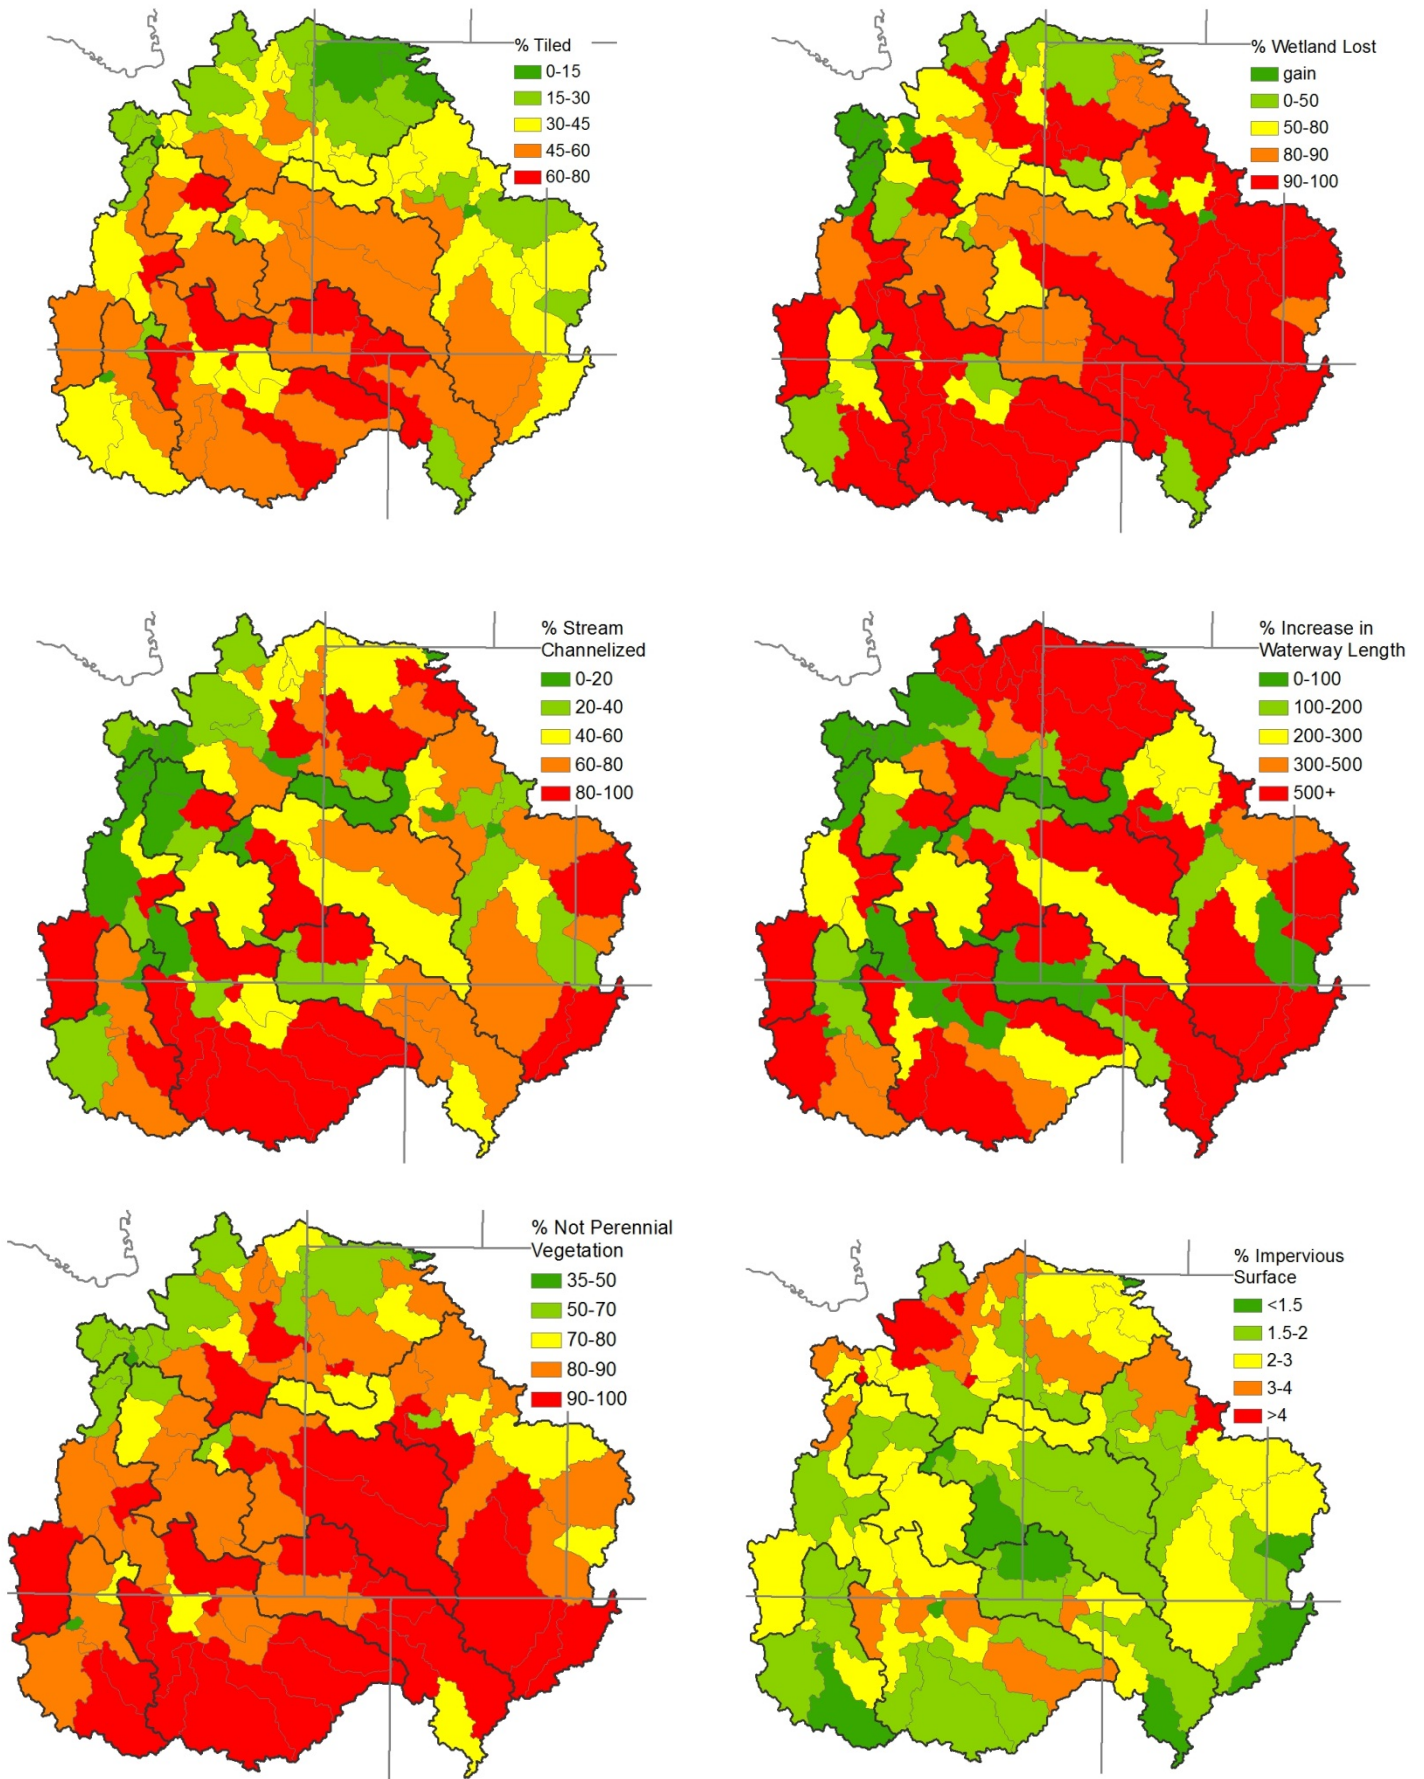 % Tiled
0-15
15-30
30-45
45-60
60-80
% Wetland Lost
gain
0-50
50-80
80-90
90-100
% Stream
Channelized
0-20
20-40
40-60
60-80
80-100
% Increase in
Waterway Length
0-100
100-200
200-300
300-500
500+
% Not Perennial
Vegetation
35-50
50-70
70-80
80-90
90-100
% Impervious
Surface
<1.5
1.5-2
2-3
3-4
>4